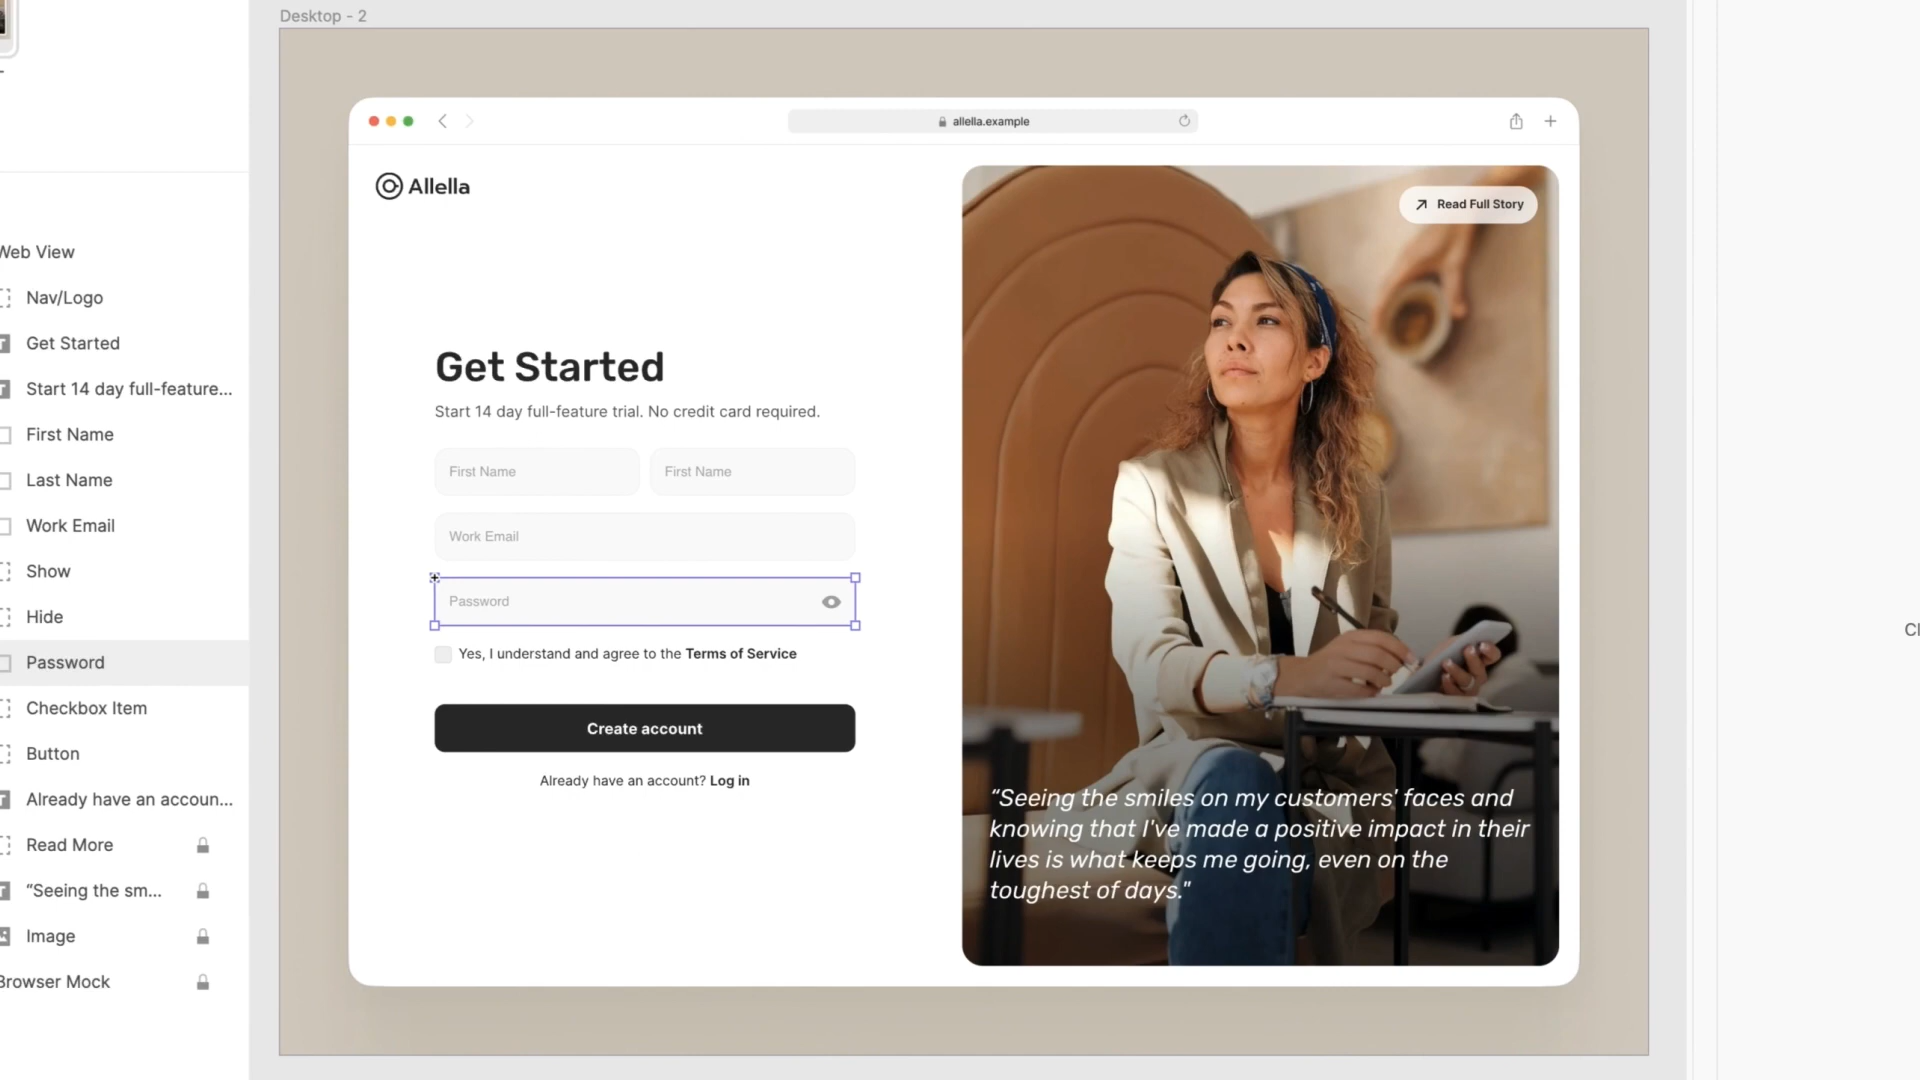 Desktop - 2
Web View
Nav/Logo
Get Started
Start 14 day full-feature...
First Name
Last Name
Work Email
Show
Hide
Password
Checkbox Item
Button
Already have an accoun...
Read More
“Seeing the sm...
Image
Browser Mock
allella.example
Allella
Get Started
Start 14 day full-feature trial. No credit card required.
First Name
First Name
Work Email
Password
Yes, I understand and agree to the Terms of Service
Create account
Already have an account? Log in
Read Full Story
“Seeing the smiles on my customers' faces and
knowing that I've made a positive impact in their
lives is what keeps me going, even on the
toughest of days."